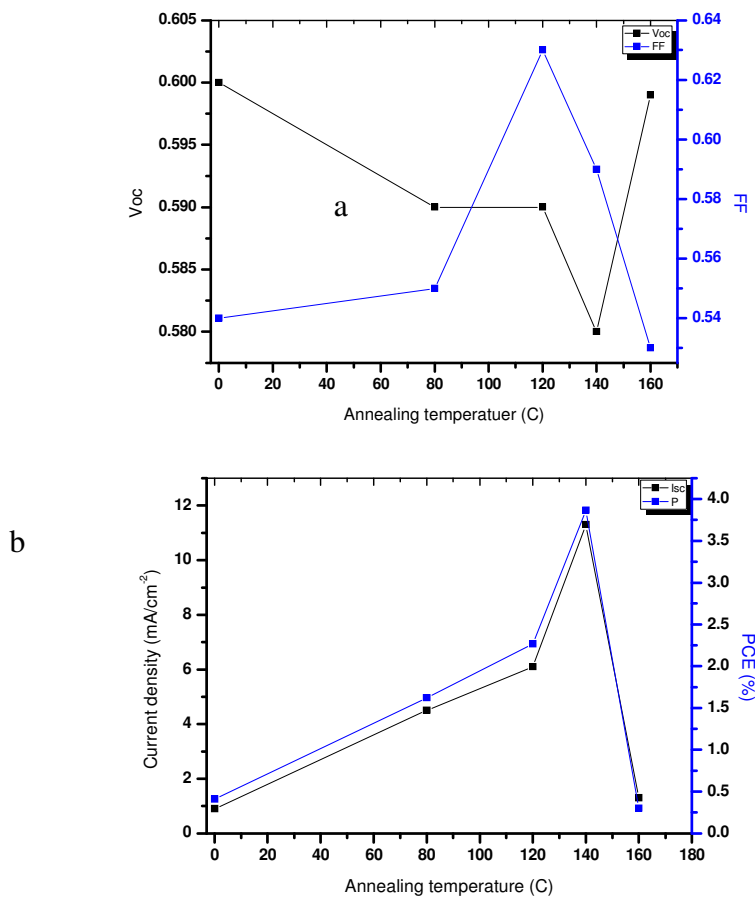 0.605
0.600
0.595
0.590
0.585
0.580
Voc
a
Voc
FF
0.64
0.62
0.60
0.58
0.56
0.54
FF
0 20 40 60 80 100 120 140 160
Annealing temperatuer (C)
b
12
10
8
6
4
2
0
Current density (mA/cm-2)
Isc
P
4.0
3.5
3.0
2.5
2.0
1.5
1.0
0.5
0.0
PCE (%)
0 20 40 60 80 100 120 140 160 180
Annealing temperature (C)